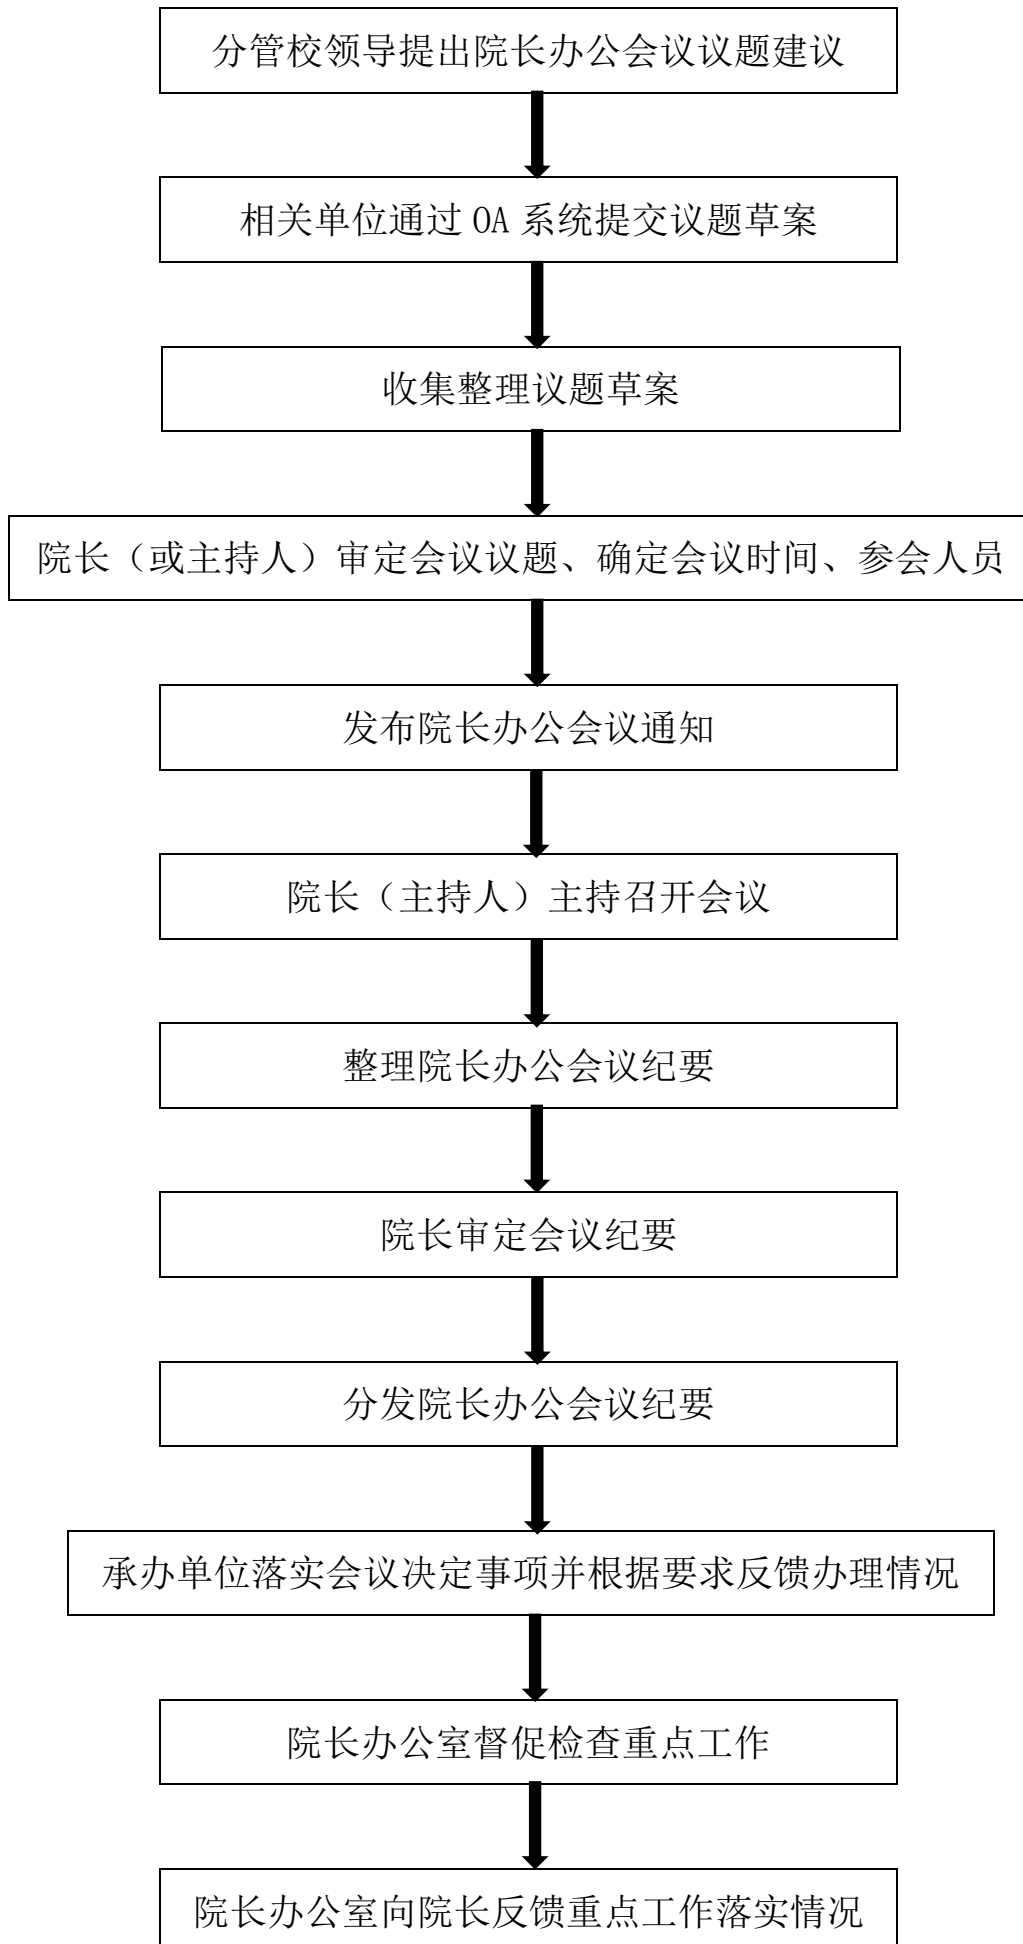 分管校领导提出院长办公会议议题建议
相关单位通过 OA 系统提交议题草案
收集整理议题草案
院长（或主持人）审定会议议题、确定会议时间、参会人员
发布院长办公会议通知
院长（主持人）主持召开会议
整理院长办公会议纪要
院长审定会议纪要
分发院长办公会议纪要
承办单位落实会议决定事项并根据要求反馈办理情况
院长办公室督促检查重点工作
院长办公室向院长反馈重点工作落实情况